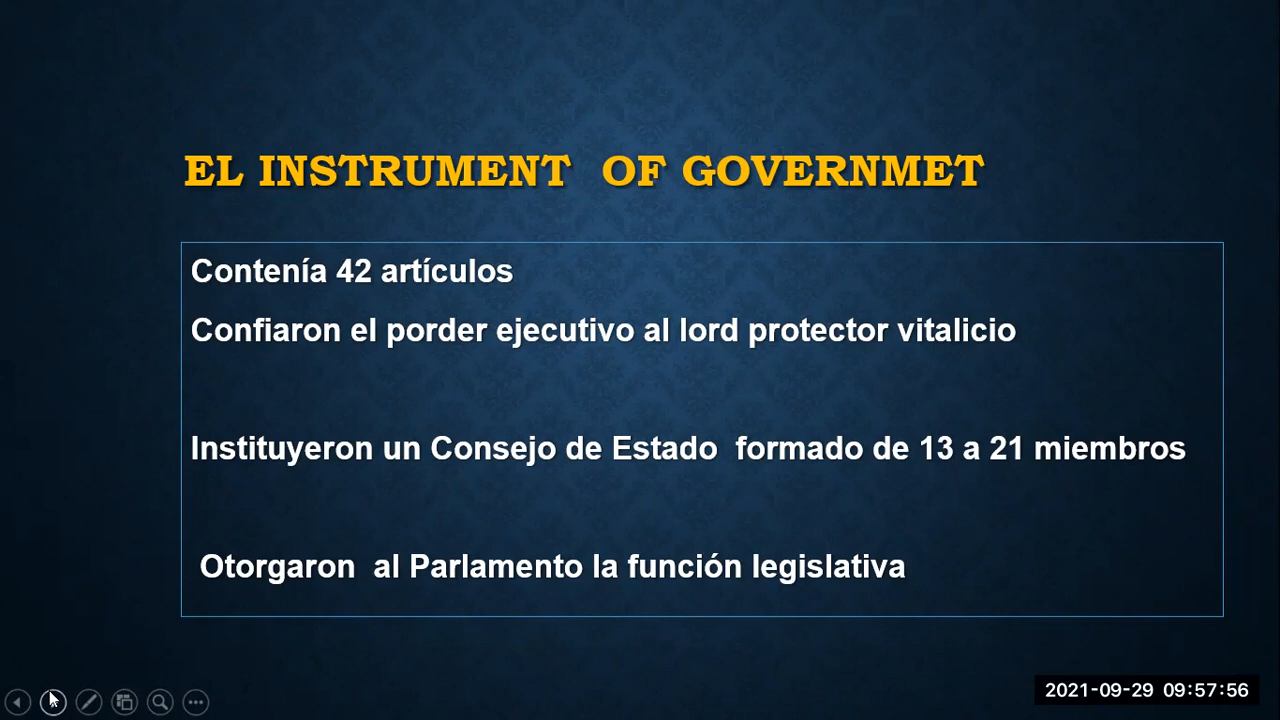 EL INSTRUMENT OF GOVERNMET
Contenía 42 artículos
Confiaron el porder ejecutivo al lord protector vitalicio
Instituyeron un Consejo de Estado formado de 13 a 21 miembros
Otorgaron al Parlamento la función legislativa
2021-09-29 09:57:56